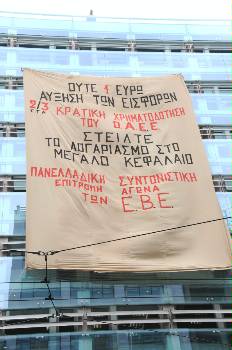 ΟΥΤΕ 1 ΕΥΡΩ
ΑΥΞΗΣΗ ΤΩΝ ΕΙΣΦΟΡΩΝ
2/3 ΚΡΑΤΙΚΗ ΧΡΗΜΑΤΟΔΟΤΗΣΗ
ΣΤΑ ΤΟΥ Ο.Α.Ε.Ε
ΣΤΕΙΛΤΕ
ΤΟ ΛΟΓΑΡΙΑΣΜΟ ΣΤΟ
ΜΕΓΑΛΟ ΚΕΦΑΛΑΙΟ
ΠΑΝΕΛΛΑΔΙΚΗ ΣΥΝΤΟΝΙΣΤΙΚΗ
ΕΠΙΤΡΟΠΗ ΑΓΩΝΑ
ΤΩΝ Ε.Β.Ε.